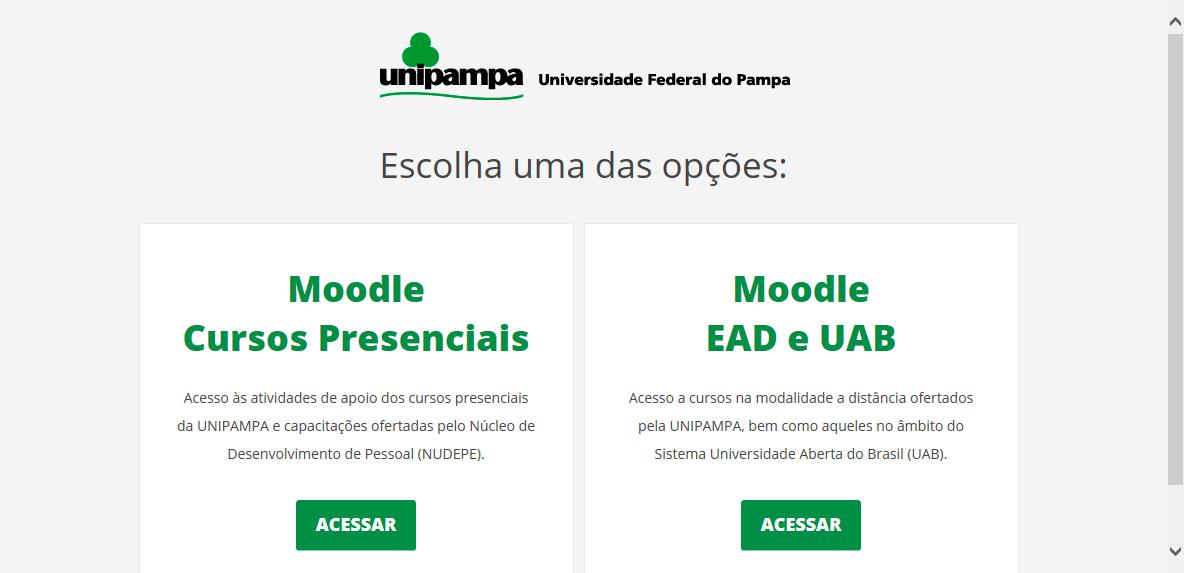 unipampa Universidade Federal do Pampa
Escolha uma das opções:
Moodle
Cursos Presenciais
Acesso às atividades de apoio dos cursos presenciais
da UNIPAMPA e capacitações ofertadas pelo Núcleo de
Desenvolvimento de Pessoal (NUDEPE).
ACESSAR
Moodle
EAD e UAB
Acesso a cursos na modalidade a distância ofertados
pela UNIPAMPA, bem como aqueles no âmbito do
Sistema Universidade Aberta do Brasil (UAB).
ACESSAR